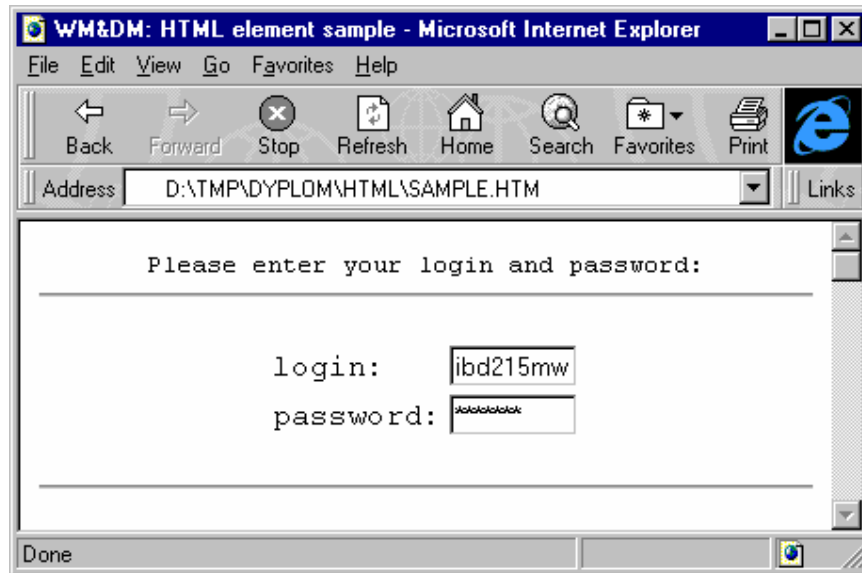 WM&DM: HTML element sample - Microsoft Internet Explorer
File Edit View Go Favorites Help
Back Forward Stop Refresh Home Search Favorites Print
Address D:\TMP\DYPLOM\HTML\SAMPLE.HTM Links
Please enter your login and password:
login: ibd215mw
password: ********
Done